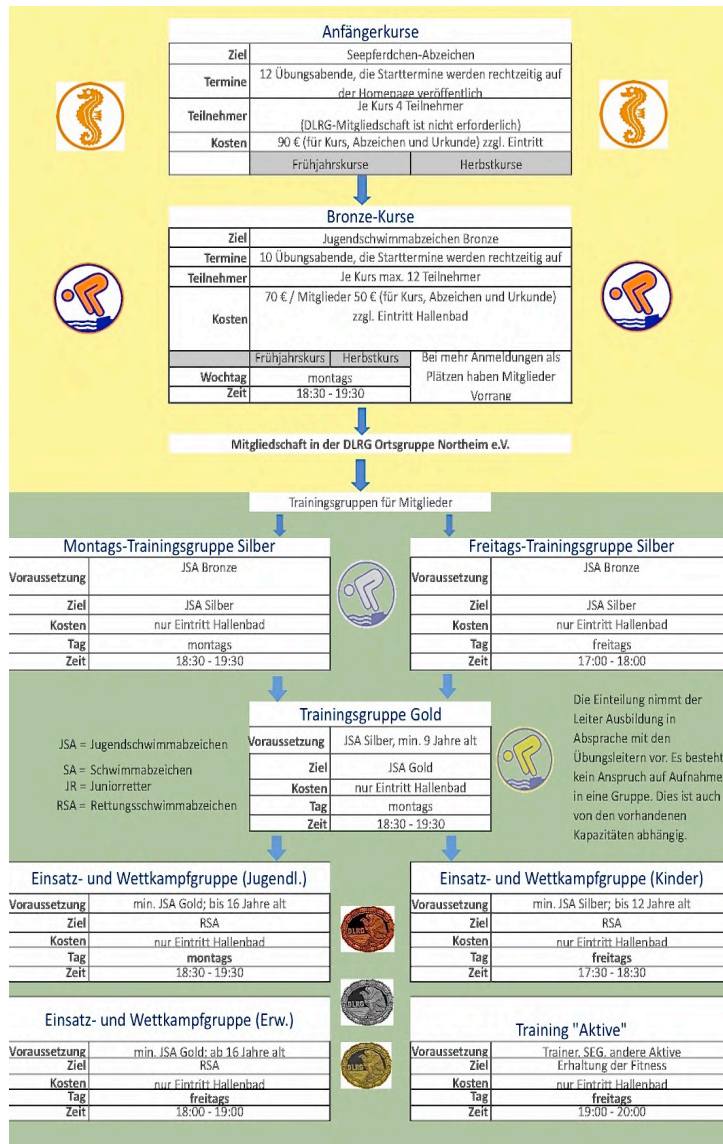 Anfängerkurse
Ziel Seepferdchen-Abzeichen
Termine 12 Übungsabende, die Starttermine werden rechtzeitig auf
der Homepage veröffentlich
Teilnehmer Je Kurs 4 Teilnehmer
(DLRG-Mitgliedschaft ist nicht erforderlich)
Kosten 90 € (für Kurs, Abzeichen und Urkunde) zzgl. Eintritt
Frühjahrskurse Herbstkurse
Bronze-Kurse
Ziel Jugendschwimmabzeichen Bronze
Termine 10 Übungsabende, die Starttermine werden rechtzeitig auf
Teilnehmer Je Kurs max. 12 Teilnehmer
Kosten 70 € / Mitglieder 50 € (für Kurs, Abzeichen und Urkunde)
zzgl. Eintritt Hallenbad
Frühjahrskurs Herbstkurs
Wochtag montags
Zeit 18:30 - 19:30
Bei mehr Anmeldungen als
Plätzen haben Mitglieder
Vorrang
Mitgliedschaft in der DLRG Ortsgruppe Northeim e.V.
Trainingsgruppen für Mitglieder
Montags-Trainingsgruppe Silber
Voraussetzung JSA Bronze
Ziel JSA Silber
Kosten nur Eintritt Hallenbad
Tag montags
Zeit 18:30 - 19:30
Freitags-Trainingsgruppe Silber
Voraussetzung JSA Bronze
Ziel JSA Silber
Kosten nur Eintritt Hallenbad
Tag freitags
Zeit 17:00 - 18:00
JSA = Jugendschwimmabzeichen
SA = Schwimmabzeichen
JR = Juniorretter
RSA = Rettungsschwimmabzeichen
Trainingsgruppe Gold
Voraussetzung JSA Silber, min. 9 Jahre alt
Ziel JSA Gold
Kosten nur Eintritt Hallenbad
Tag montags
Zeit 18:30 - 19:30
Die Einteilung nimmt der
Leiter Ausbildung in
Absprache mit den
Übungsleitern vor. Es besteht
kein Anspruch auf Aufnahme
in eine Gruppe. Dies ist auch
von den vorhandenen
Kapazitäten abhängig.
Einsatz- und Wettkampfgruppe (Jugendl.)
Voraussetzung min. JSA Gold; bis 16 Jahre alt
Ziel RSA
Kosten nur Eintritt Hallenbad
Tag montags
Zeit 18:30 - 19:30
Einsatz- und Wettkampfgruppe (Kinder)
Voraussetzung min. JSA Silber; bis 12 Jahre alt
Ziel RSA
Kosten nur Eintritt Hallenbad
Tag freitags
Zeit 17:30 - 18:30
DLRG
DLRG
DLRG
Einsatz- und Wettkampfgruppe (Erw.)
Voraussetzung min. JSA Gold; ab 16 Jahre alt
Ziel RSA
Kosten nur Eintritt Hallenbad
Tag freitags
Zeit 18:00 - 19:00
Training "Aktive"
Voraussetzung Trainer, SEG, andere Aktive
Ziel Erhaltung der Fitness
Kosten nur Eintritt Hallenbad
Tag freitags
Zeit 19:00 - 20:00